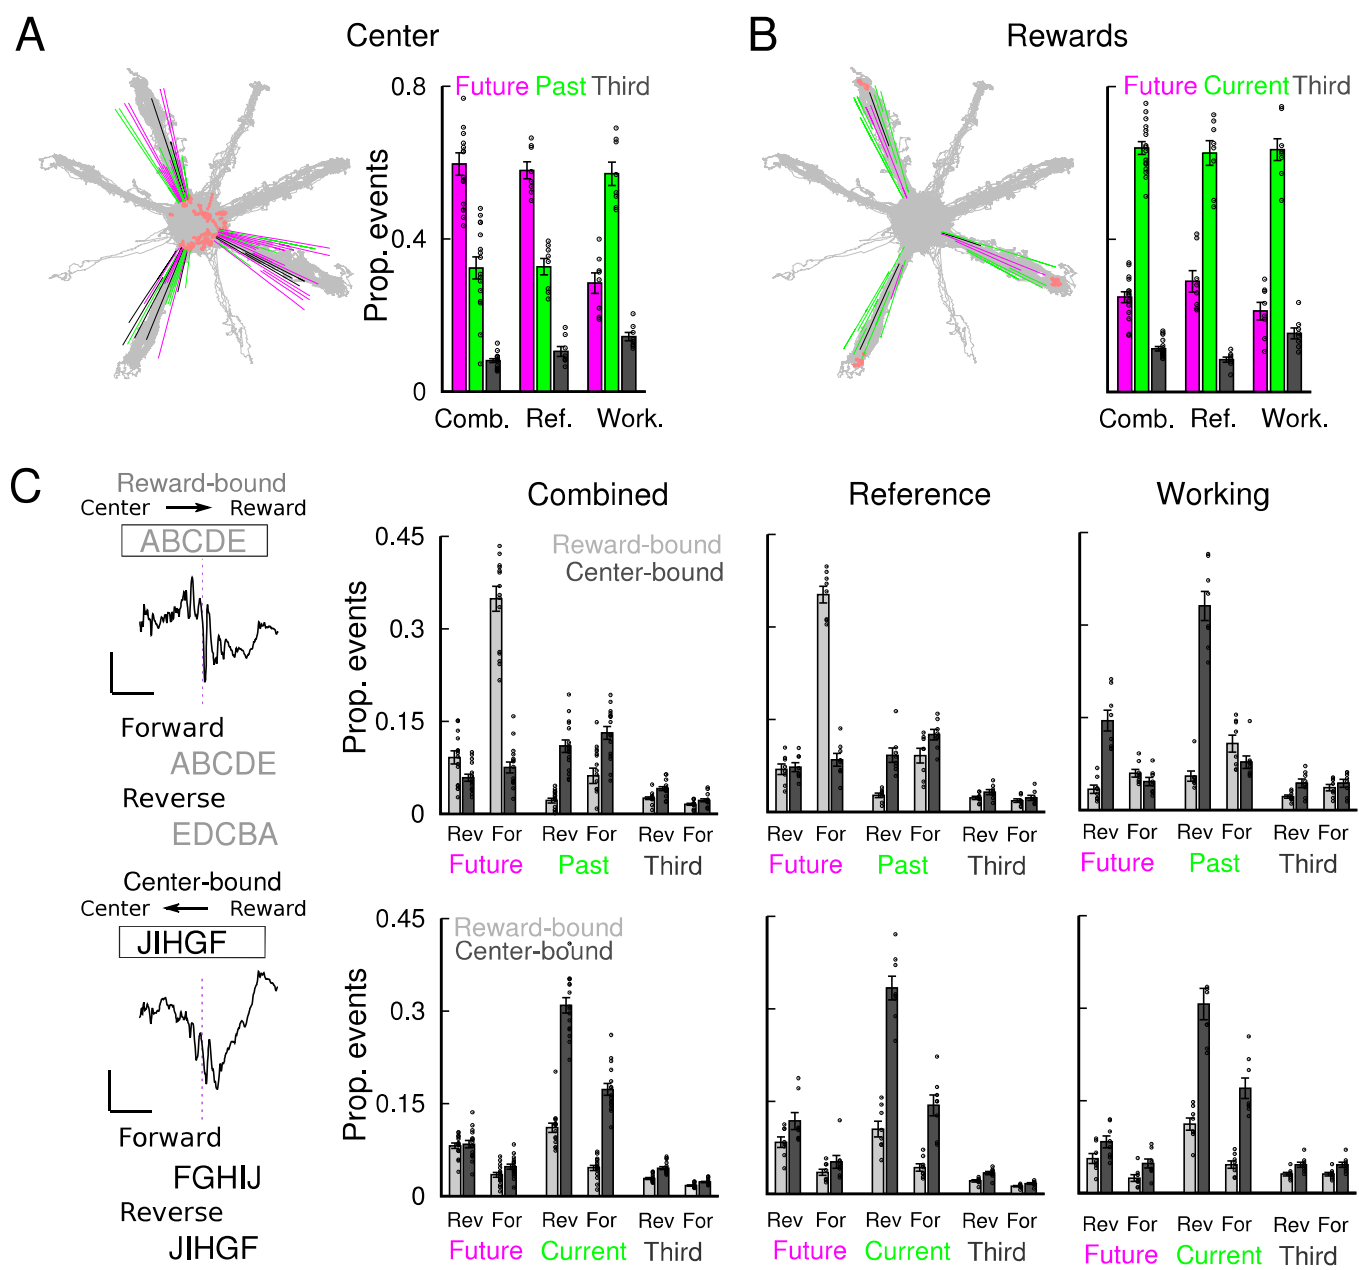 A
Center
B
Rewards
0.8
Future Past Third
Prop. events
0.4
0
Comb. Ref. Work.
Future Current Third
Comb. Ref. Work.
C
Reward-bound
Center Reward
ABCDE
Forward
ABCDE
Reverse
EDCBA
Center-bound
Center Reward
JIHGF
Forward
FGHIJ
Reverse
JIHGF
Combined
Reference
Working
0.45
Reward-bound
Center-bound
0.3
Prop. events
0.15
0
Rev For Rev For Rev For
Future Past Third
Rev For Rev For Rev For
Future Past Third
Rev For Rev For Rev For
Future Past Third
0.45
Reward-bound
Center-bound
0.3
Prop. events
0.15
0
Rev For Rev For Rev For
Future Current Third
Rev For Rev For Rev For
Future Current Third
Rev For Rev For Rev For
Future Current Third